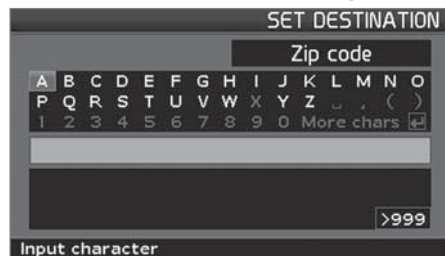 SET DESTINATION
Zip code
A B C D E F G H I J K L M N O
P Q R S T U V W X Y Z ␣ , ( )
1 2 3 4 5 6 7 8 9 0 More chars ↵
>999
Input character